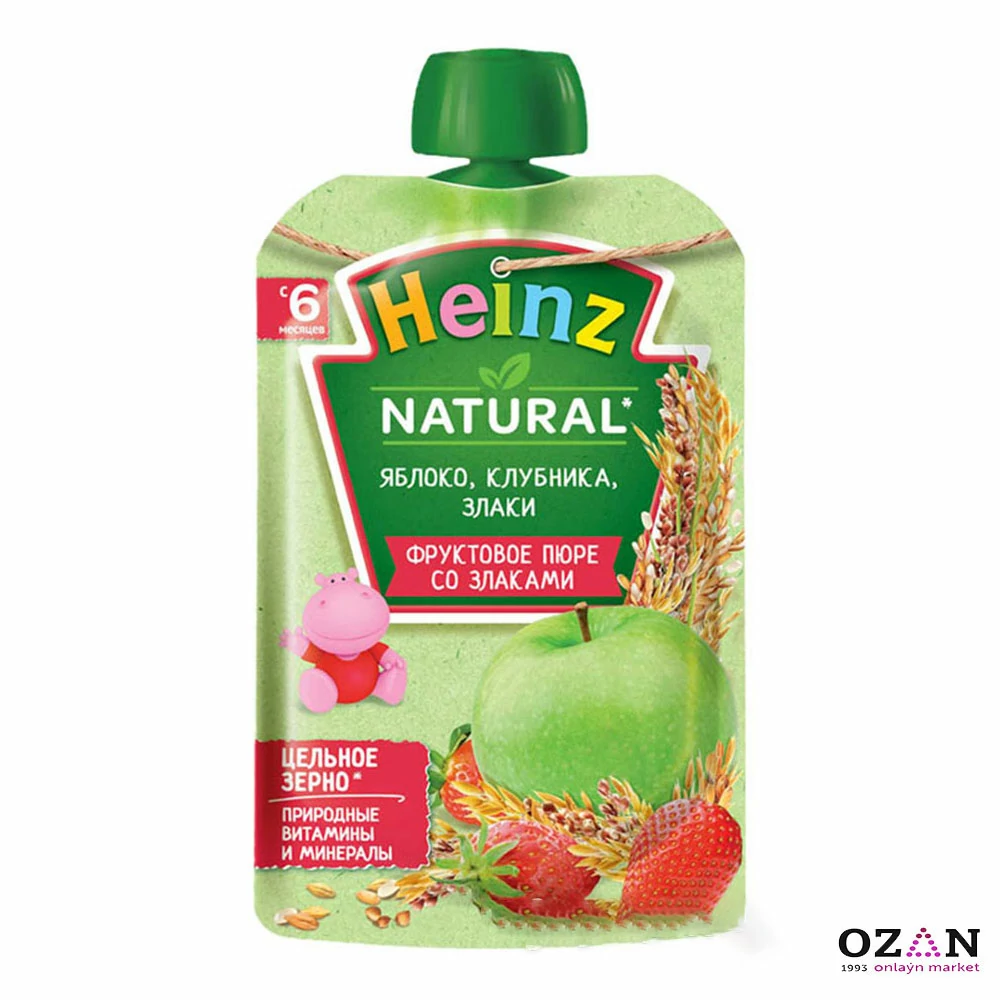 с 6
месяцев
Heinz
NATURAL*
ЯБЛОКО, КЛУБНИКА,
ЗЛАКИ
ФРУКТОВОЕ ПЮРЕ
СО ЗЛАКАМИ
ЦЕЛЬНОЕ
ЗЕРНО*
ПРИРОДНЫЕ
ВИТАМИНЫ
И МИНЕРАЛЫ
OZAN
1993 onlaýn market